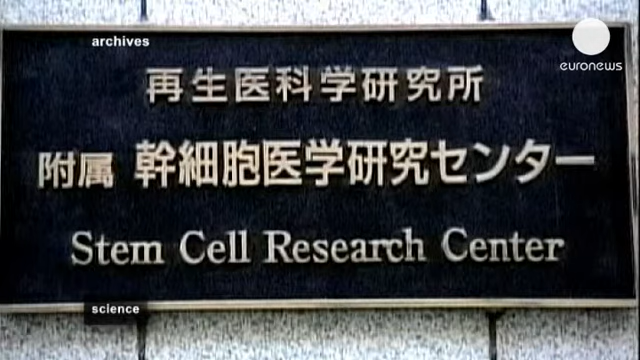 archives
euronews
再生医科学研究所
附属 幹細胞医学研究センター
Stem Cell Research Center
science